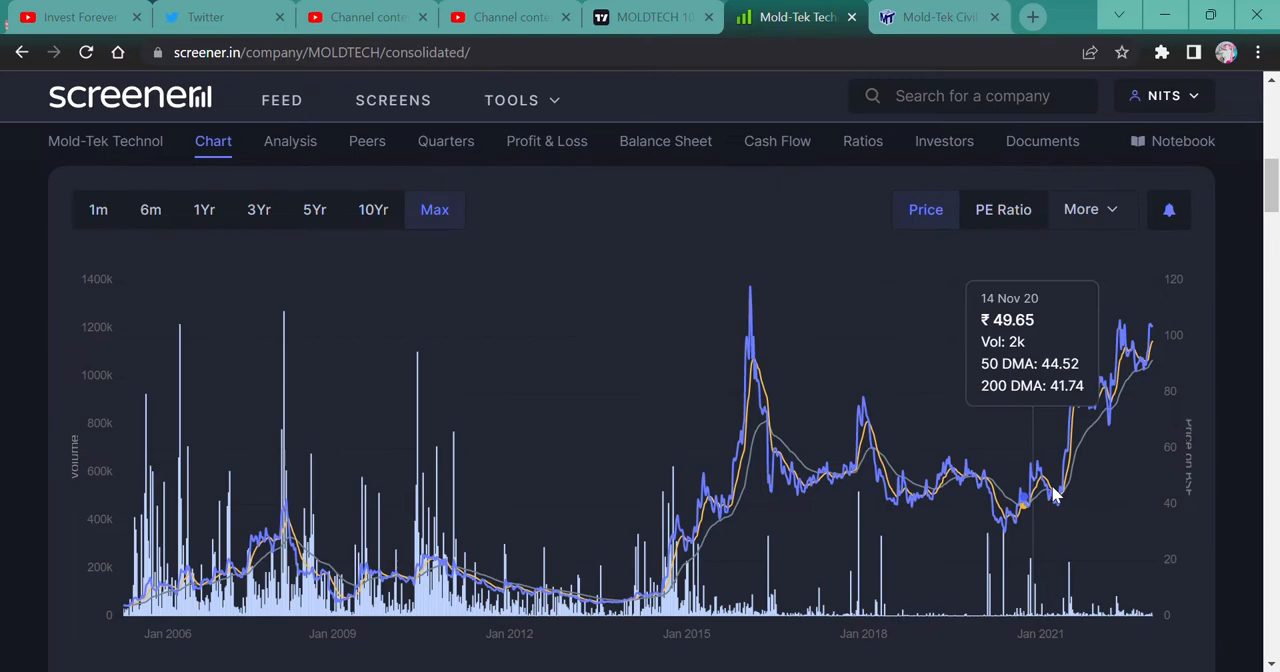 Invest Forever
Twitter
Channel conte
Channel conte
MOLDTECH 10
Mold-Tek Tech
Mold-Tek Civil
screener.in/company/MOLDTECH/consolidated/
screener
FEED
SCREENS
TOOLS
Search for a company
NITS
Mold-Tek Technol
Chart
Analysis
Peers
Quarters
Profit & Loss
Balance Sheet
Cash Flow
Ratios
Investors
Documents
Notebook
1m 6m 1Yr 3Yr 5Yr 10Yr Max
Price
PE Ratio
More
1400k
1200k
1000k
800k
600k
400k
200k
0
Volume
120
100
80
60
40
20
0
14 Nov 20
₹ 49.65
Vol: 2k
50 DMA: 44.52
200 DMA: 41.74
Jan 2006 Jan 2009 Jan 2012 Jan 2015 Jan 2018 Jan 2021